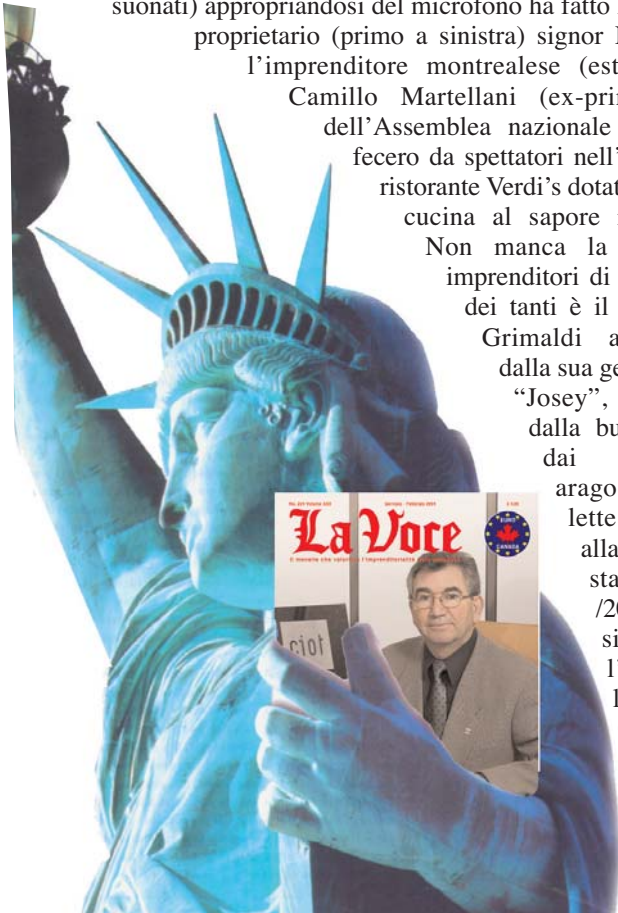 suonati) appropriandosi del microfono ha fatto
proprietario (primo a sinistra) signor
l'imprenditore montrealese (est
Camillo Martellani (ex-prin
dell'Assemblea nazionale
fecero da spettatori nell'
ristorante Verdi's dotat
cucina al sapore
Non manca la
imprenditori di
dei tanti è il
Grimaldi a
dalla sua ge
“Josey”,
dalla bu
dai
arago
lette
alla
sta
/20
si
l'
La Voce
EURO
CANADA
Il mensile che valorizza l'imprenditorialità
ciot